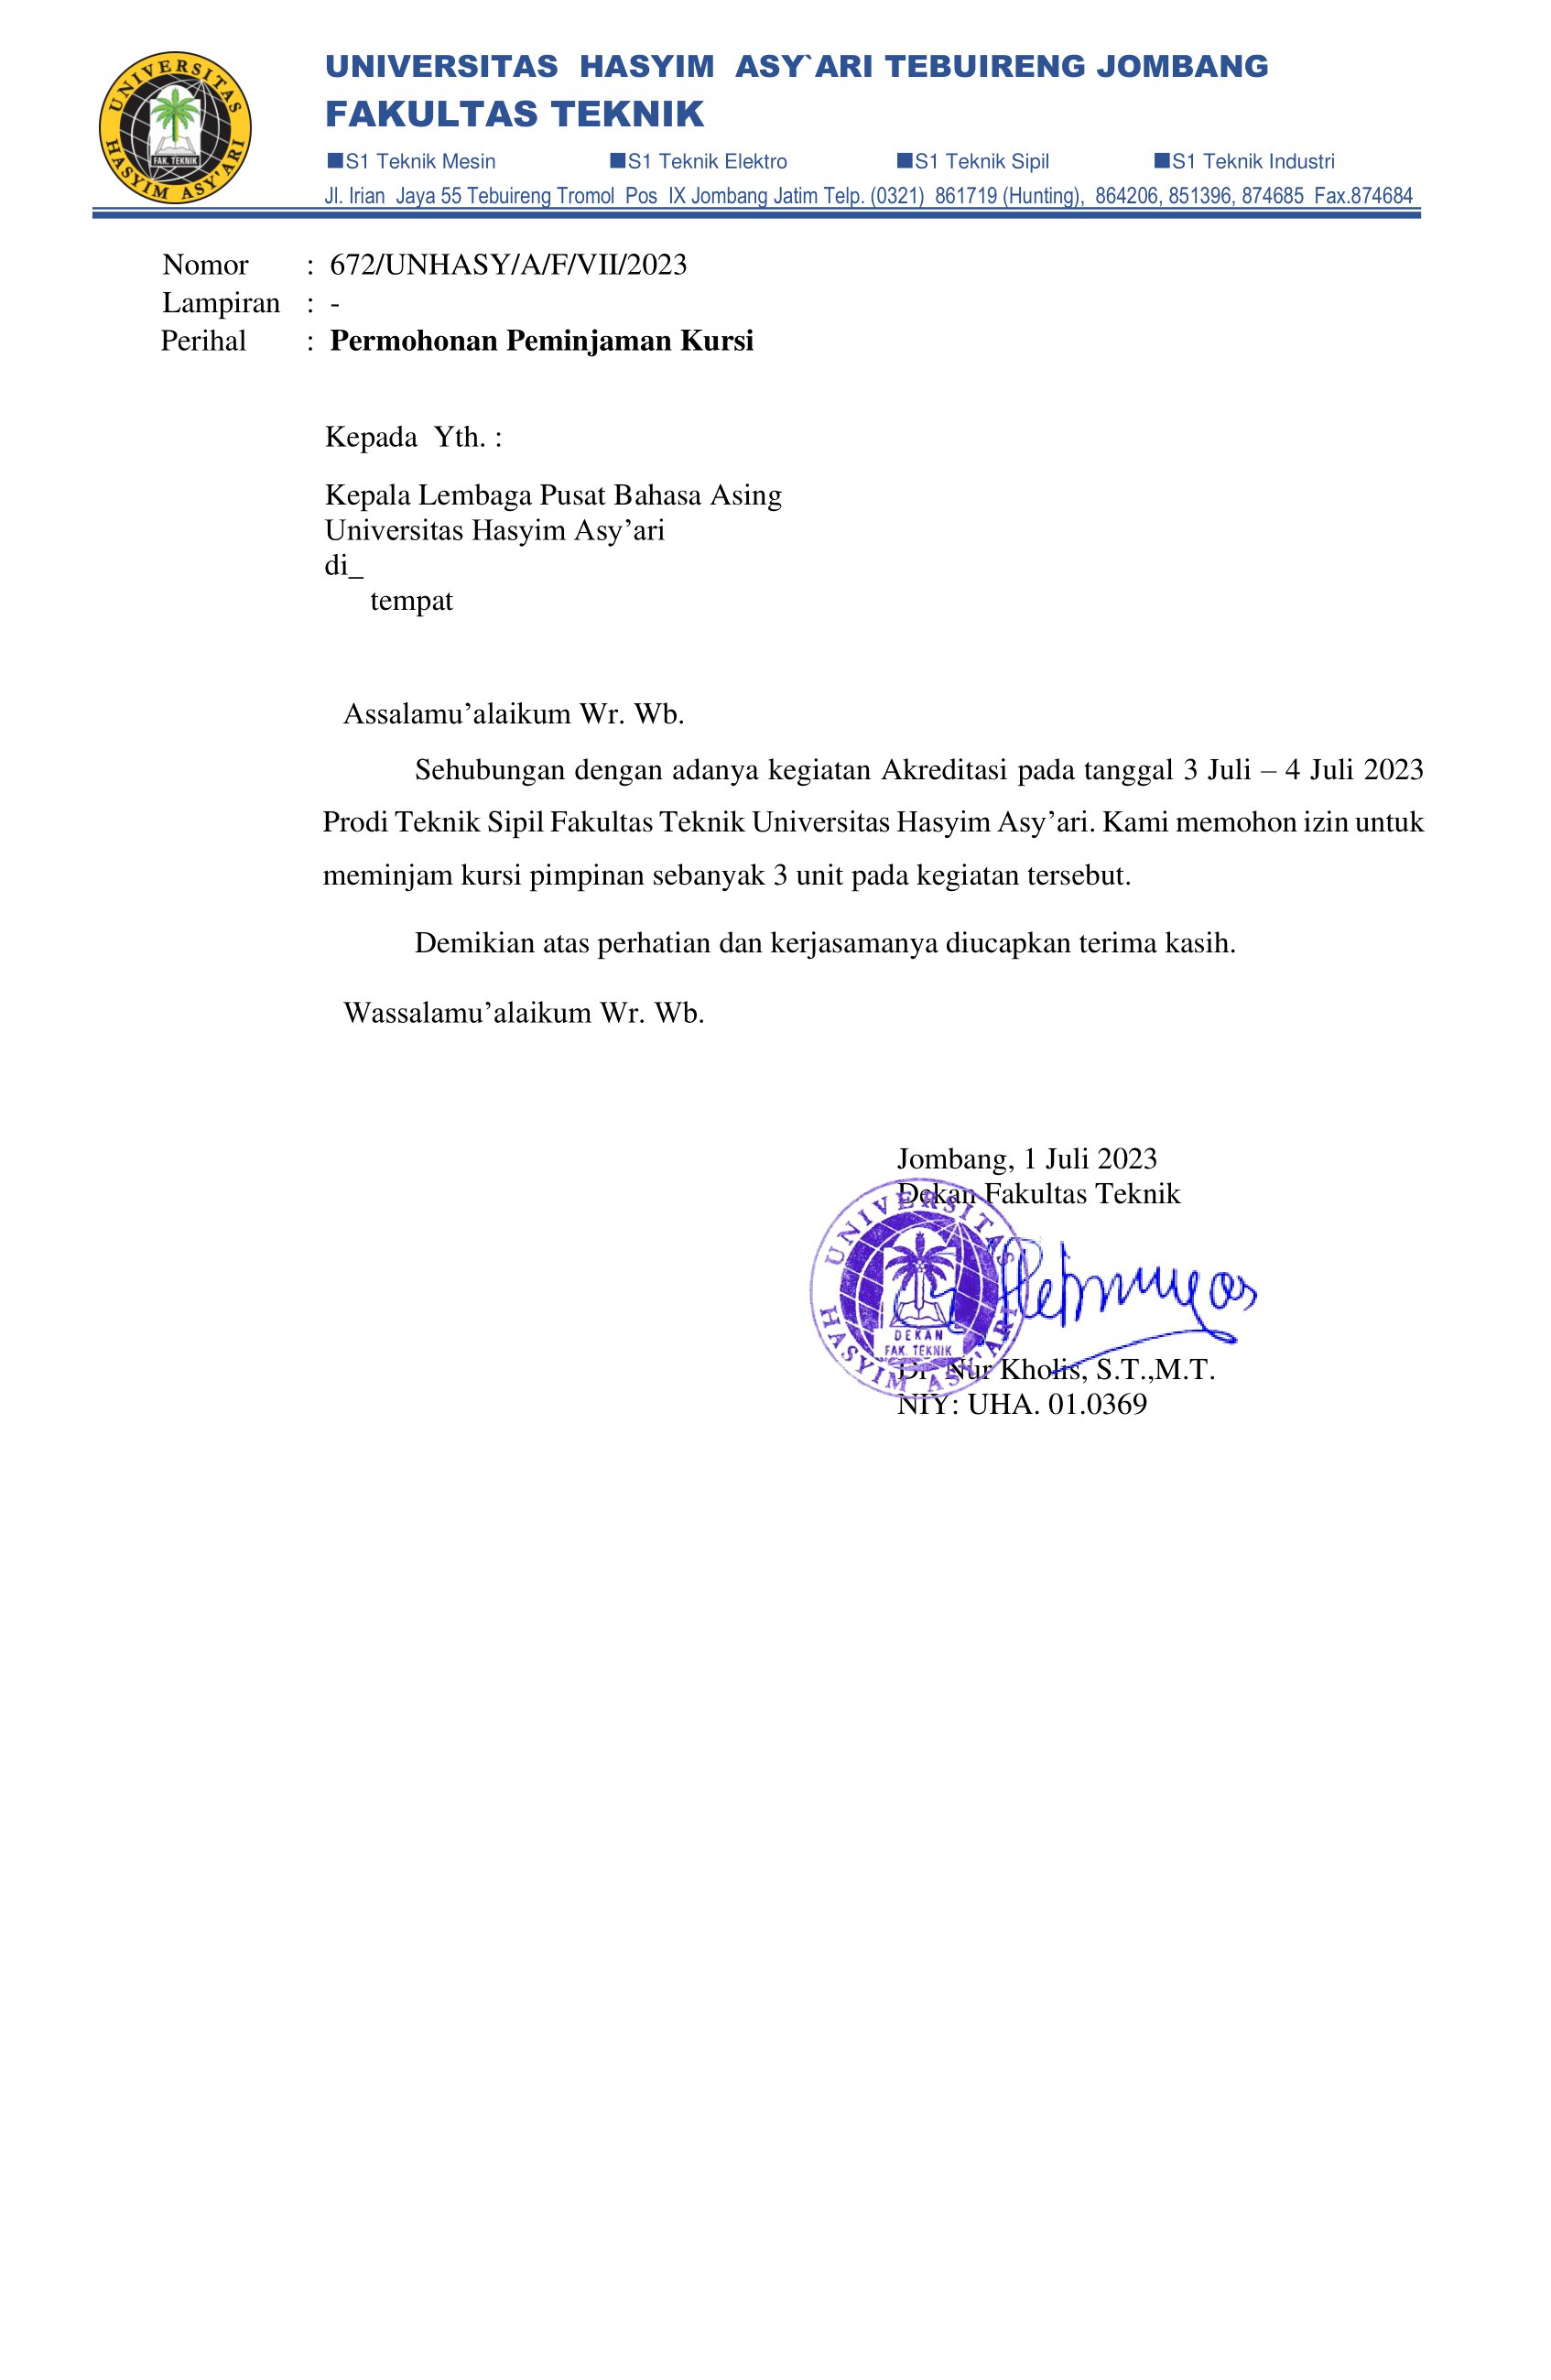 UNIVERSITAS HASYIM ASY'ARI
FAK. TEKNIK
UNIVERSITAS HASYIM ASY`ARI TEBUIRENG JOMBANG
FAKULTAS TEKNIK
■S1 Teknik Mesin ■S1 Teknik Elektro ■S1 Teknik Sipil ■S1 Teknik Industri
Jl. Irian Jaya 55 Tebuireng Tromol Pos IX Jombang Jatim Telp. (0321) 861719 (Hunting), 864206, 851396, 874685 Fax.874684
Nomor : 672/UNHASY/A/F/VII/2023
Lampiran : -
Perihal : Permohonan Peminjaman Kursi
Kepada Yth. :
Kepala Lembaga Pusat Bahasa Asing
Universitas Hasyim Asy’ari
di_
tempat
Assalamu’alaikum Wr. Wb.
Sehubungan dengan adanya kegiatan Akreditasi pada tanggal 3 Juli – 4 Juli 2023
Prodi Teknik Sipil Fakultas Teknik Universitas Hasyim Asy’ari. Kami memohon izin untuk
meminjam kursi pimpinan sebanyak 3 unit pada kegiatan tersebut.
Demikian atas perhatian dan kerjasamanya diucapkan terima kasih.
Wassalamu’alaikum Wr. Wb.
Jombang, 1 Juli 2023
Dekan Fakultas Teknik
UNIVERSITAS HASYIM ASY'ARI
DEKAN
FAK. TEKNIK
Dr. Nur Kholis, S.T.,M.T.
NIY: UHA. 01.0369